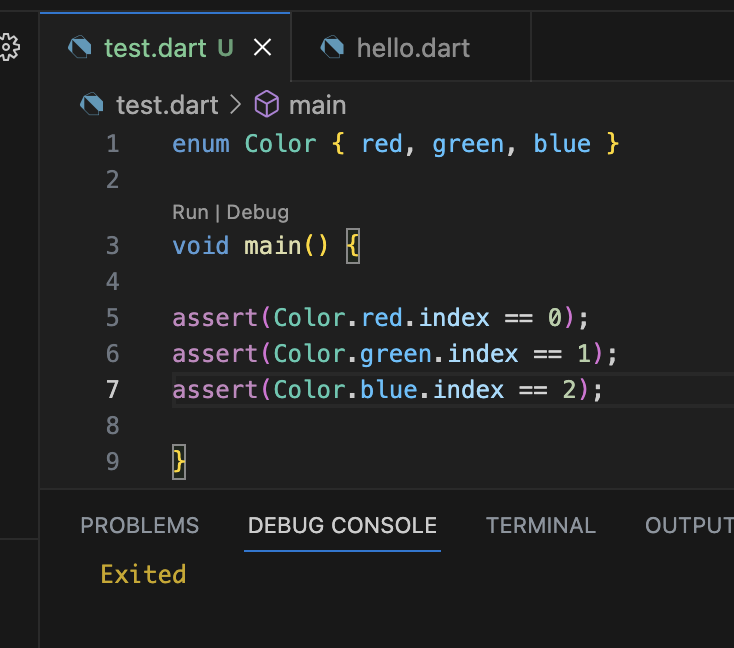 test.dart U
hello.dart
test.dart > main
1 enum Color { red, green, blue }
2
Run | Debug
3 void main() {
4
5 assert(Color.red.index == 0);
6 assert(Color.green.index == 1);
7 assert(Color.blue.index == 2);
8
9 }
PROBLEMS DEBUG CONSOLE TERMINAL OUTPUT
Exited